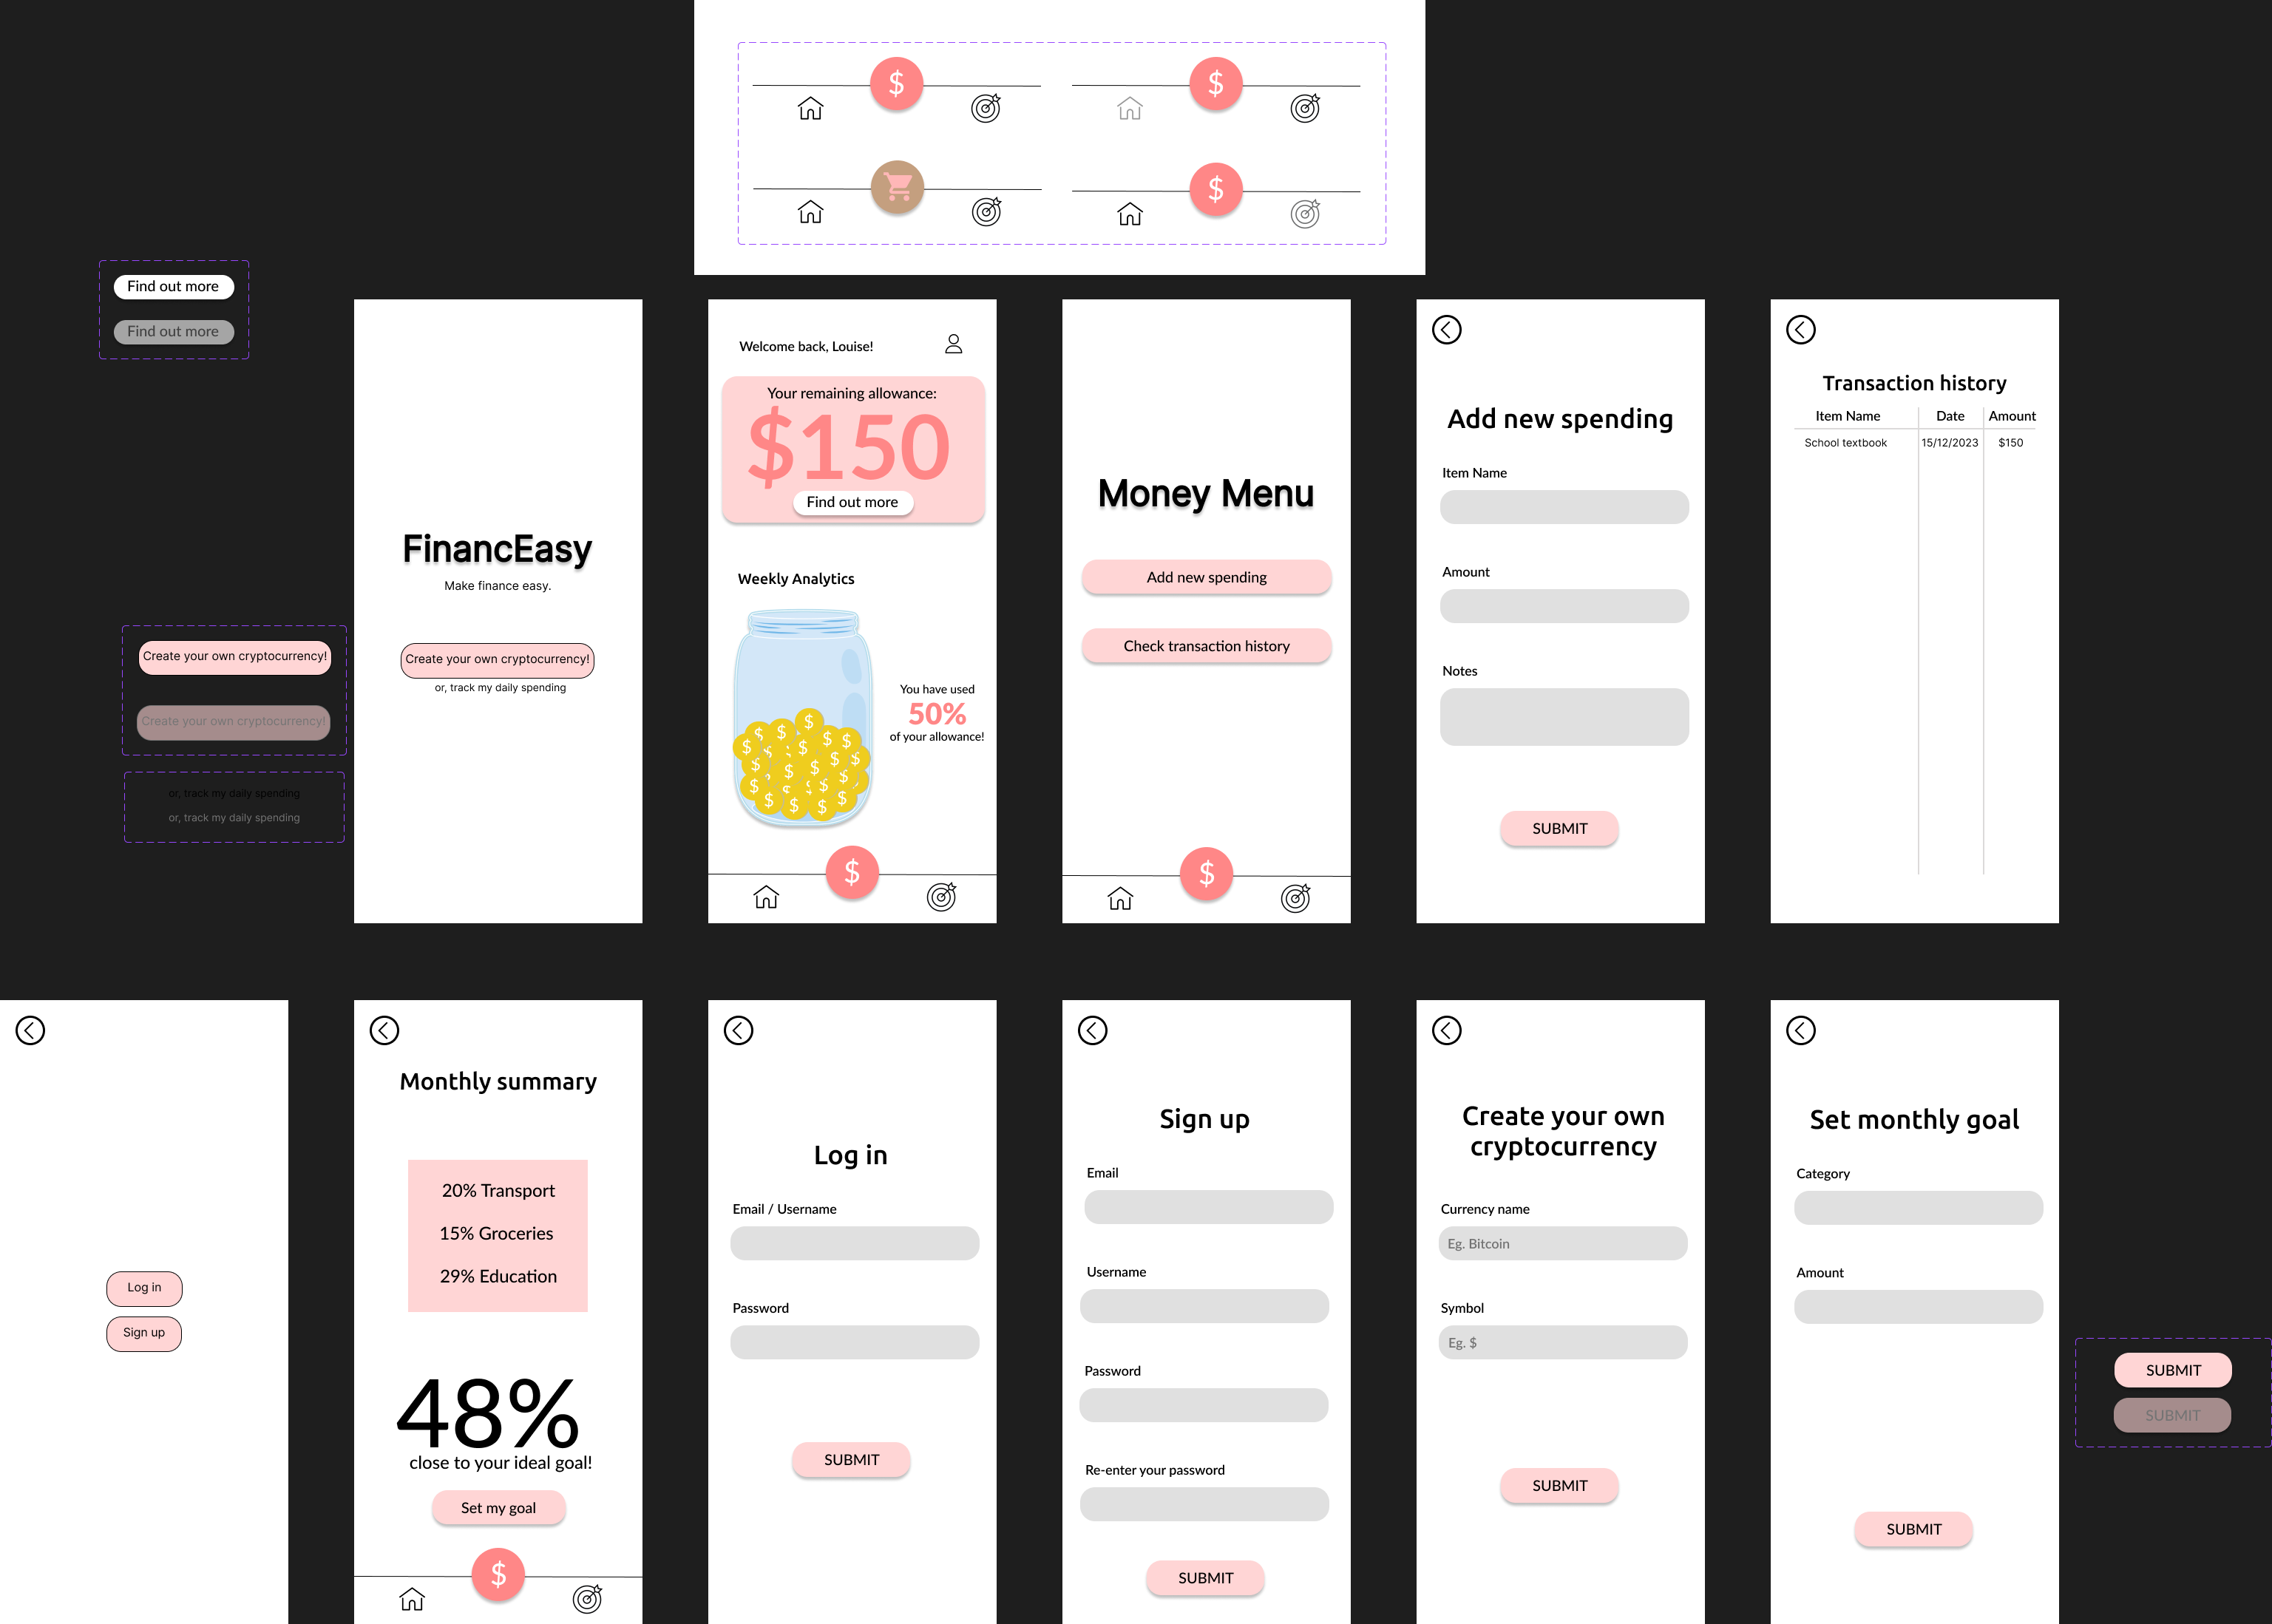 $
$
$
Find out more
Find out more
FinancEasy
Make finance easy.
Create your own cryptocurrency!
or, track my daily spending
Create your own cryptocurrency!
Create your own cryptocurrency!
or, track my daily spending
or, track my daily spending
Welcome back, Louise!
Your remaining allowance:
$150
Find out more
Weekly Analytics
You have used
50%
of your allowance!
$
Money Menu
Add new spending
Check transaction history
$
Add new spending
Item Name
Amount
Notes
SUBMIT
Transaction history
Item Name Date Amount
School textbook 15/12/2023 $150
Log in
Sign up
Monthly summary
20% Transport
15% Groceries
29% Education
48%
close to your ideal goal!
Set my goal
$
Log in
Email / Username
Password
SUBMIT
Sign up
Email
Username
Password
Re-enter your password
SUBMIT
Create your own
cryptocurrency
Currency name
Eg. Bitcoin
Symbol
Eg. $
SUBMIT
Set monthly goal
Category
Amount
SUBMIT
SUBMIT
SUBMIT